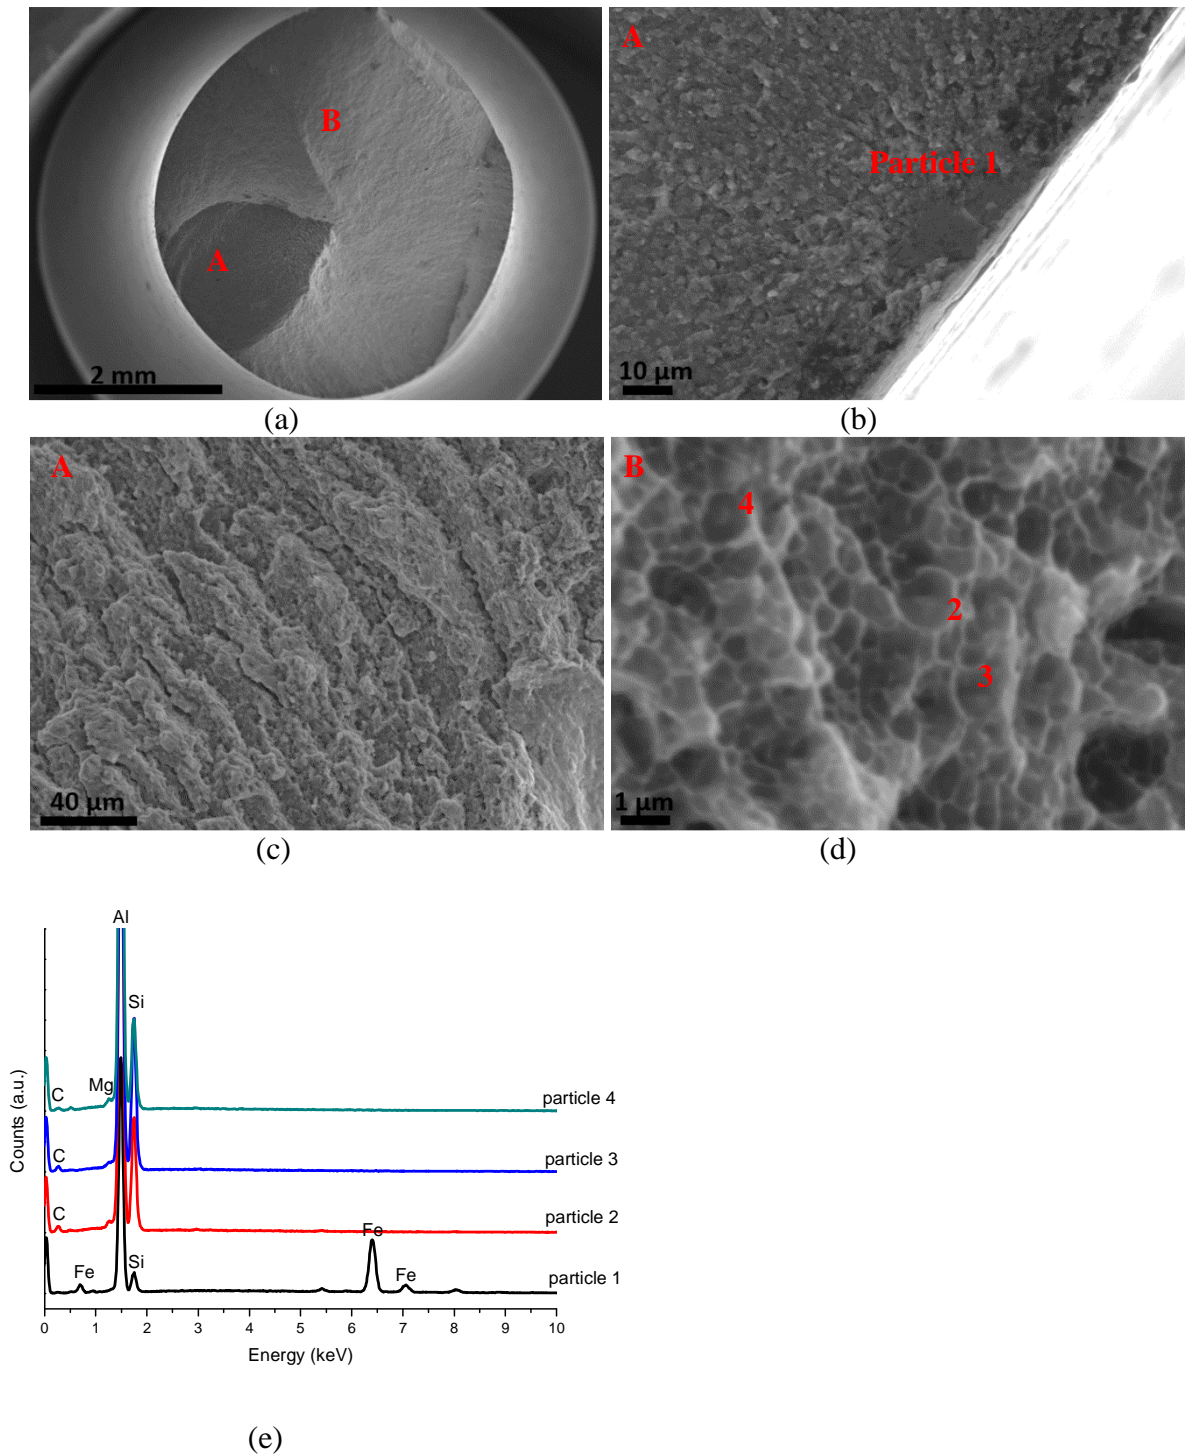 A
B
A
2 mm
Particle 1
10 µm
(a)
(b)
A
40 µm
B
4
2
3
1 µm
(c)
(d)
Al
Si
C
Mg
particle 4
C
particle 3
C
particle 2
Fe
Si
Fe
Fe
particle 1
Counts (a.u.)
0 1 2 3 4 5 6 7 8 9 10
Energy (keV)
(e)